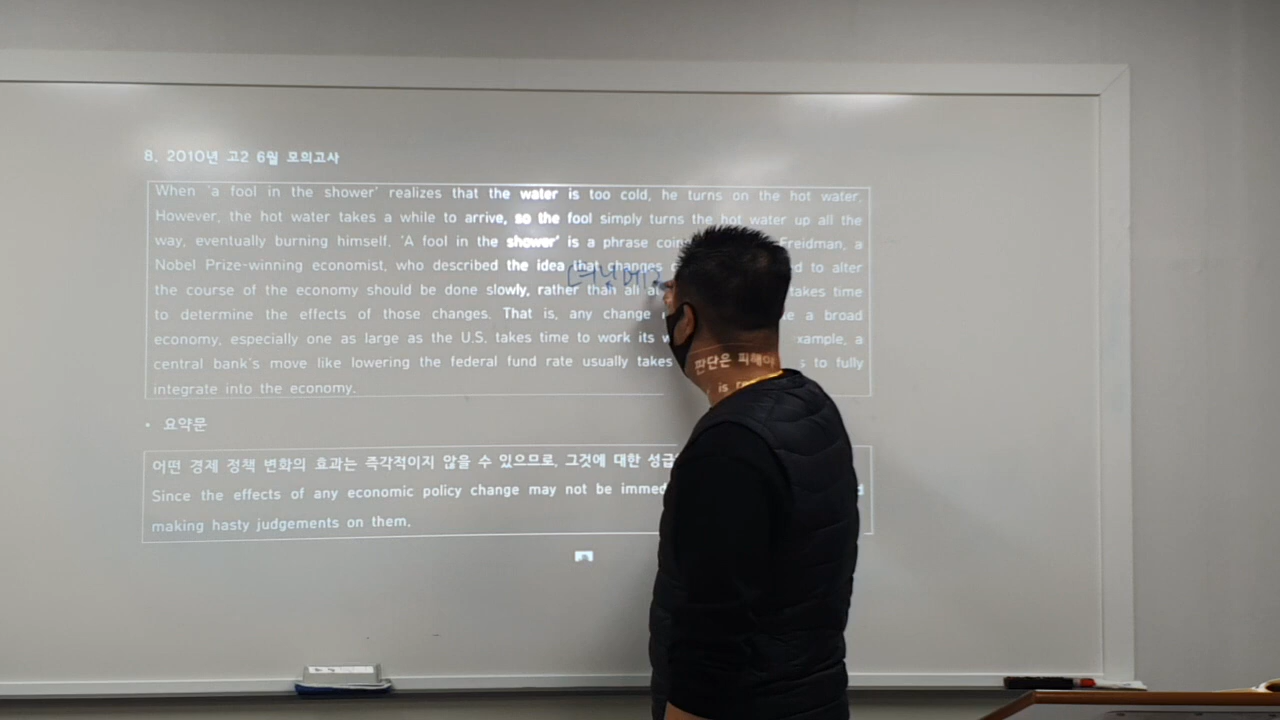 8. 2010년 고2 6월 모의고사
When 'a fool in the shower' realizes that the water is too cold, he turns on the hot water.
However, the hot water takes a while to arrive, so the fool simply turns the hot water up all the
way, eventually burning himself. 'A fool in the shower' is a phrase Freidman, a
Nobel Prize-winning economist, who described the idea that changes to alter
the course of the economy should be done slowly, rather than all takes time
to determine the effects of those changes. That is, any change a broad
economy, especially one as large as the U.S. takes time to work its a
central bank's move like lowering the federal fund rate usually takes to fully
integrate into the economy.
• 요약문
어떤 경제 정책 변화의 효과는 즉각적이지 않을 수 있으므로, 그것에 대한 판단은
Since the effects of any economic policy change may not be is
making hasty judgements on them.